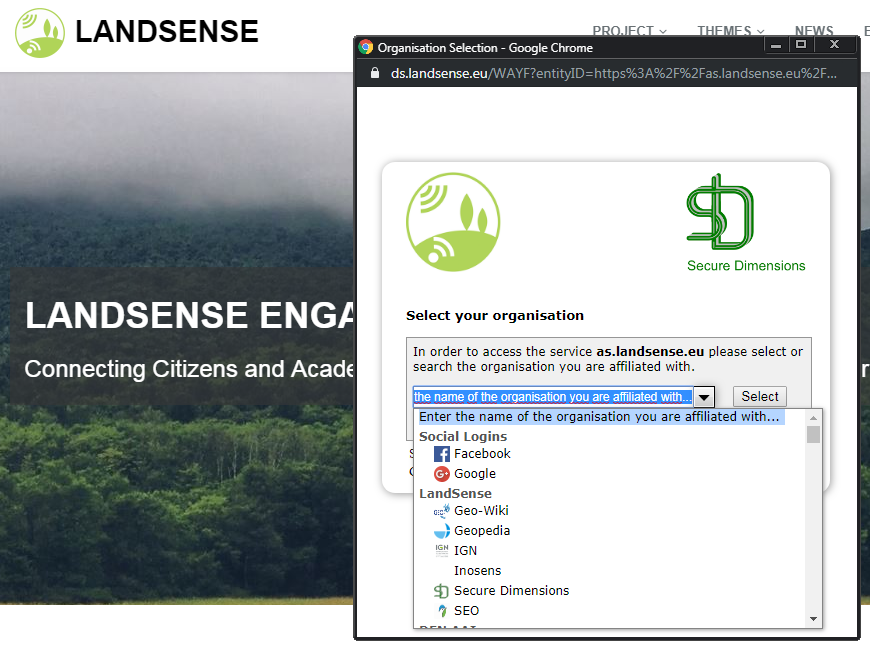 LANDSENSE
PROJECT
THEMES
NEWS
E
Organisation Selection - Google Chrome
ds.landsense.eu/WAYF?entityID=https%3A%2F%2Fas.landsense.eu%2F...
LANDSENSE ENGA
Connecting Citizens and Acade
r
SD
Secure Dimensions
Select your organisation
In order to access the service as.landsense.eu please select or
search the organisation you are affiliated with.
the name of the organisation you are affiliated with...
Select
Enter the name of the organisation you are affiliated with...
Social Logins
Facebook
Google
LandSense
Geo-Wiki
Geopedia
IGN
IGN
Inosens
Secure Dimensions
SEO